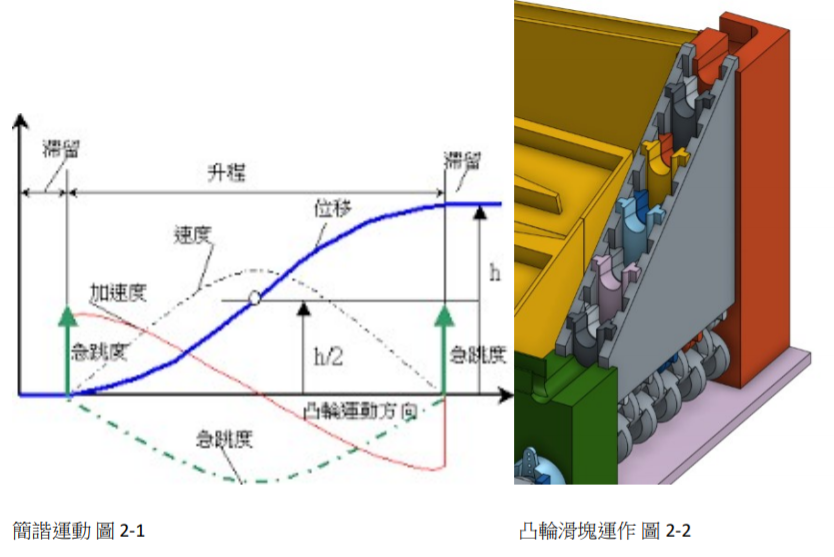 滯留
升程
滯留
位移
速度
h
加速度
急跳度
h/2
急跳度
凸輪運動方向
急跳度
簡諧運動 圖 2-1
凸輪滑塊運作 圖 2-2